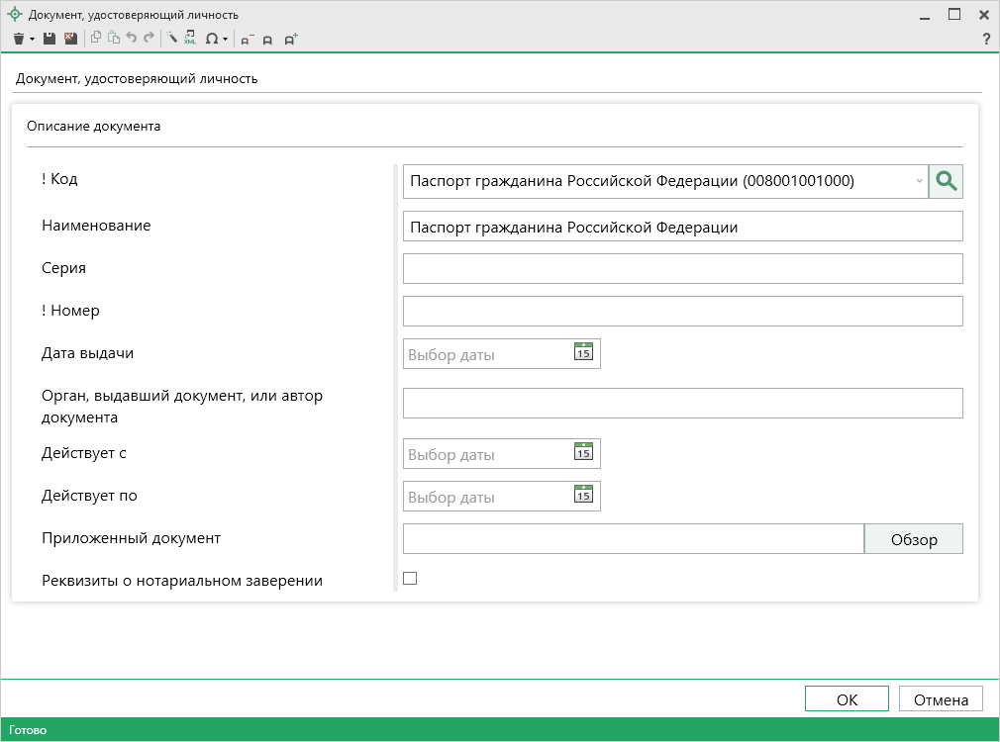 Документ, удостоверяющий личность
XML
?
Документ, удостоверяющий личность
Описание документа
! Код
Паспорт гражданина Российской Федерации (008001001000)
Наименование
Паспорт гражданина Российской Федерации
Серия
! Номер
Дата выдачи
Выбор даты
15
Орган, выдавший документ, или автор
документа
Действует с
Выбор даты
15
Действует по
Выбор даты
15
Приложенный документ
Обзор
Реквизиты о нотариальном заверении
OK
Отмена
Готово